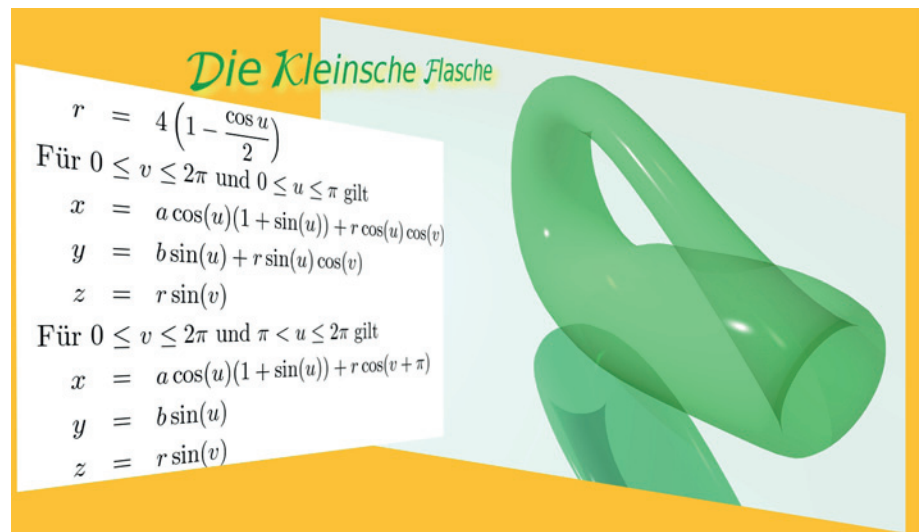 Die Kleinsche Flasche
r = 4 (1 − cos u / 2)
Für 0 ≤ v ≤ 2π und 0 ≤ u ≤ π gilt
x = a cos(u)(1 + sin(u)) + r cos(u) cos(v)
y = b sin(u) + r sin(u) cos(v)
z = r sin(v)
Für 0 ≤ v ≤ 2π und π < u ≤ 2π gilt
x = a cos(u)(1 + sin(u)) + r cos(v + π)
y = b sin(u)
z = r sin(v)